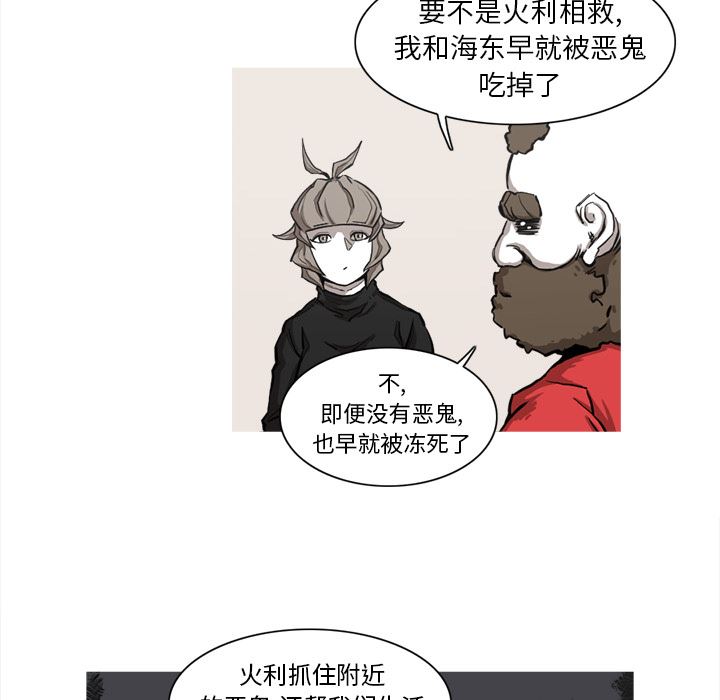 要不是火利相救,
我和海东早就被恶鬼
吃掉了
不,
即便没有恶鬼,
也早就被冻死了
火利抓住附近